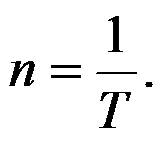 n = 1/T.